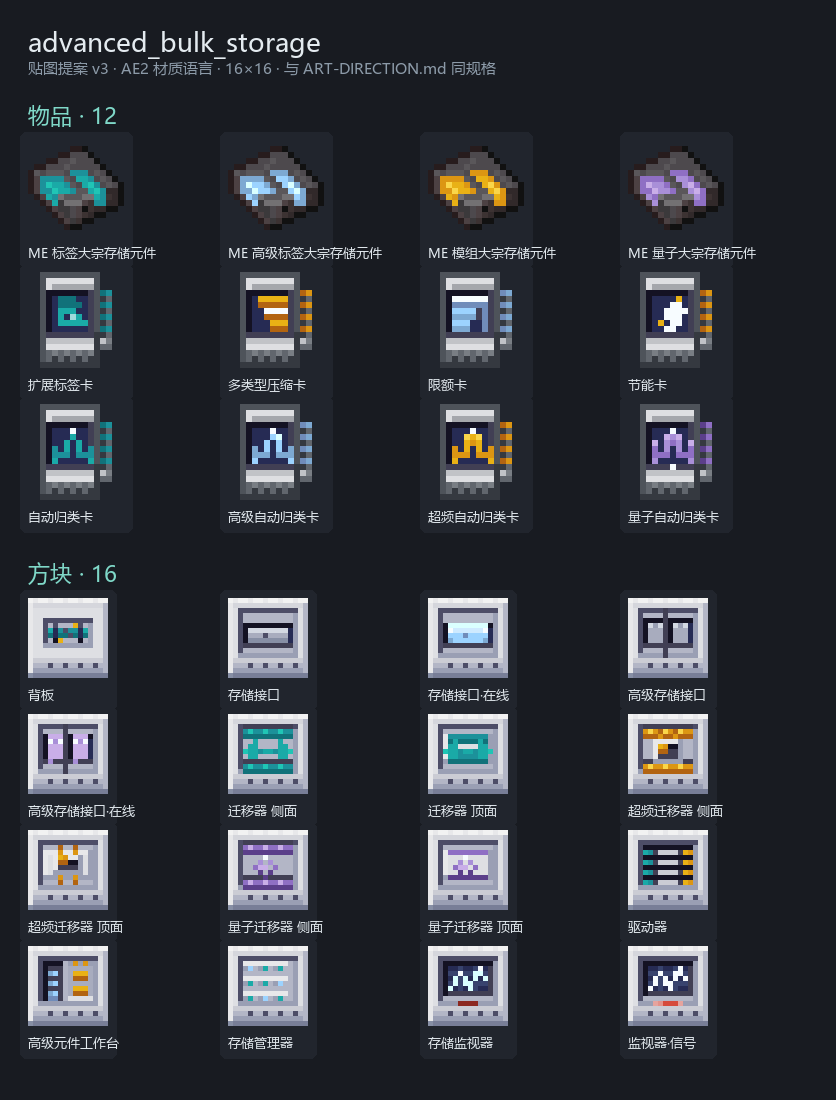 advanced_bulk_storage
贴图提案 v3 · AE2 材质语言 · 16×16 · 与 ART-DIRECTION.md 同规格
物品 · 12
ME 标签大宗存储元件
ME 高级标签大宗存储元件
ME 模组大宗存储元件
ME 量子大宗存储元件
扩展标签卡
多类型压缩卡
限额卡
节能卡
自动归类卡
高级自动归类卡
超频自动归类卡
量子自动归类卡
方块 · 16
背板
存储接口
存储接口·在线
高级存储接口
高级存储接口·在线
迁移器 侧面
迁移器 顶面
超频迁移器 侧面
超频迁移器 顶面
量子迁移器 侧面
量子迁移器 顶面
驱动器
高级元件工作台
存储管理器
存储监视器
监视器·信号